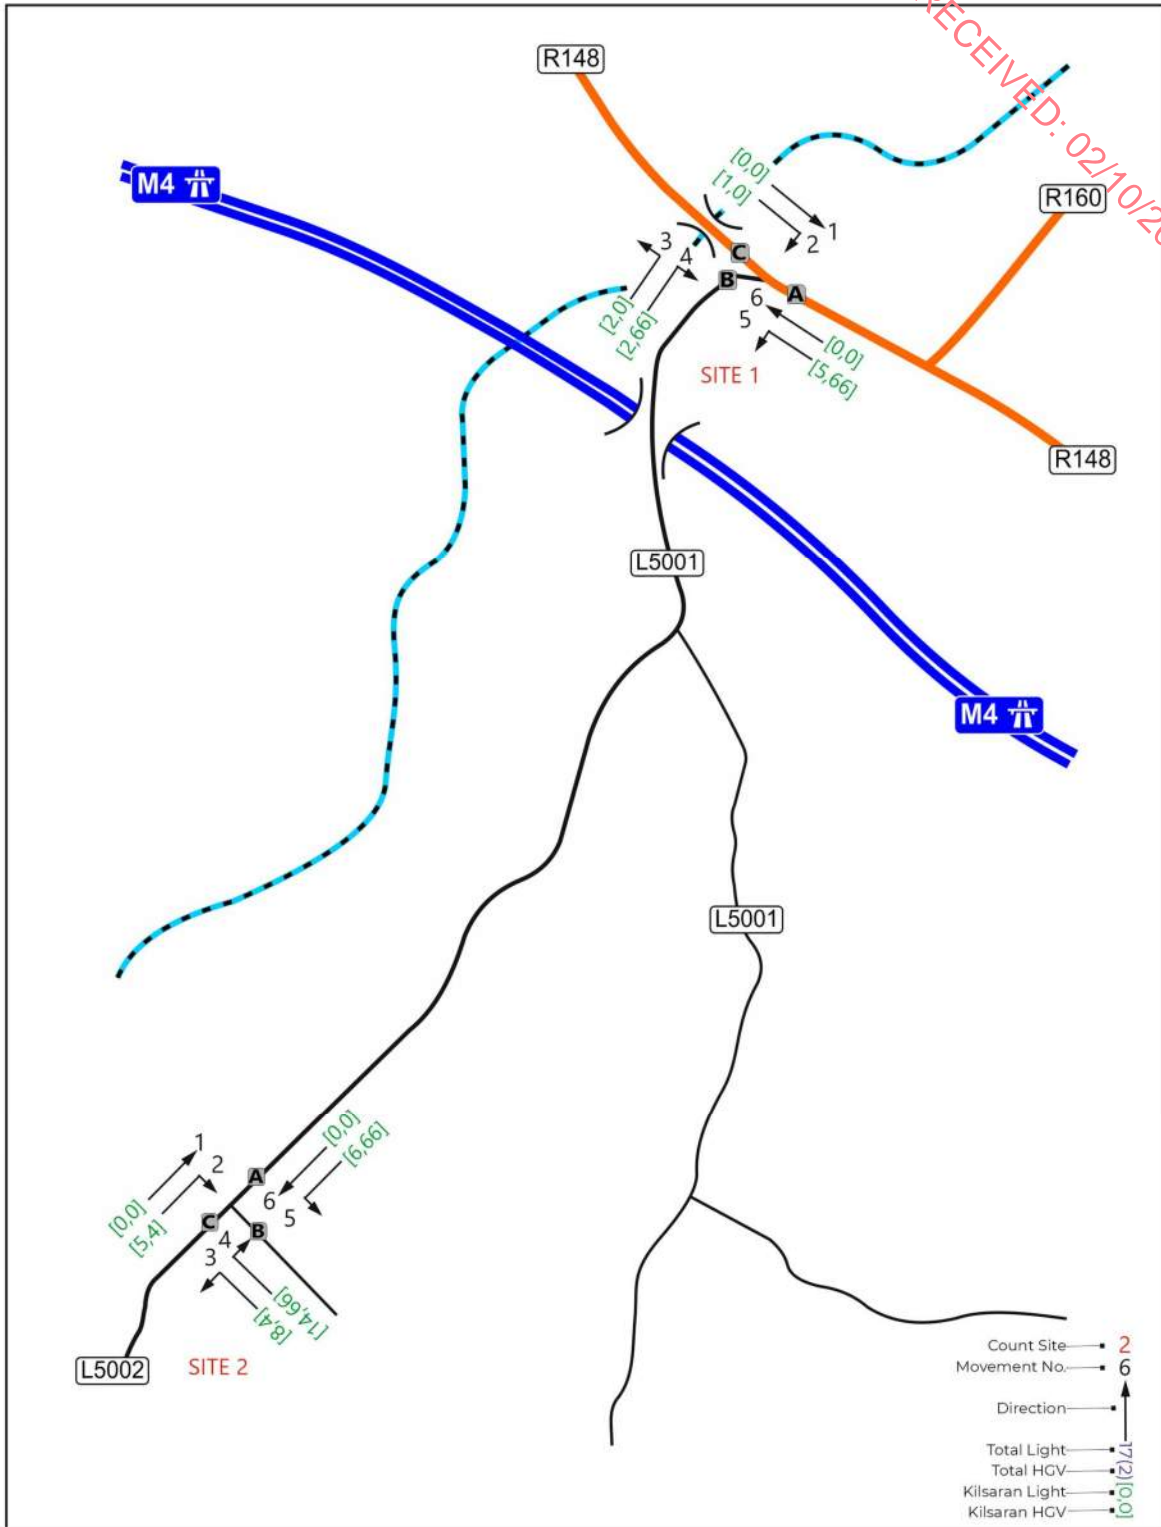 RECEIVED: 02/10/20
R148
M4
R160
[0,0]
[1,0]
1
2
3
4
C
B
A
6
5
[2,0]
[2,66]
[0,0]
[5,66]
SITE 1
R148
L5001
M4
L5001
[0,0]
[6,66]
1
2
A
6
5
[0,0]
[5,4]
C
4
B
3
[14,66]
[8,4]
L5002
SITE 2
Count Site 2
Movement No. 6
Direction
Total Light 17(2)[0,0]
Total HGV
Kilsaran Light
Kilsaran HGV